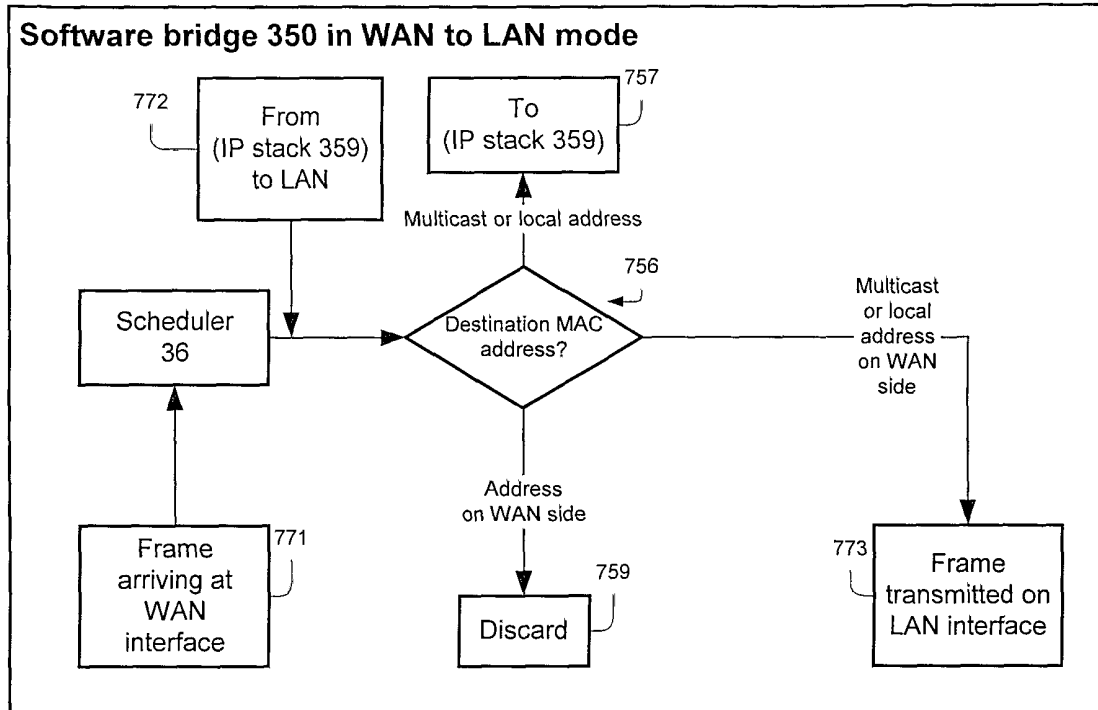 Software bridge 350 in WAN to LAN mode
772
From
(IP stack 359)
to LAN
757
To
(IP stack 359)
Multicast or local address
756
Scheduler
36
Destination MAC
address?
Multicast
or local
address
on WAN
side
Address
on WAN side
771
Frame
arriving at
WAN
interface
759
Discard
773
Frame
transmitted on
LAN interface